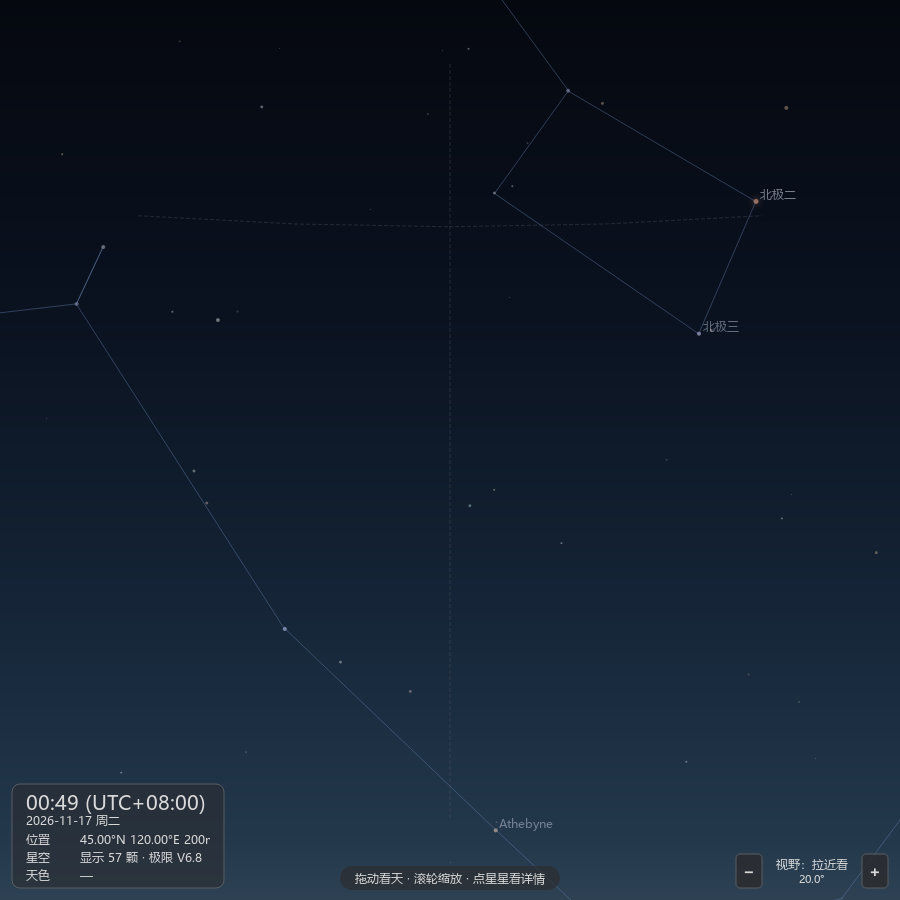 北极二
北极三
Athebyne
00:49 (UTC+08:00)
2026-11-17 周二
位置 45.00°N 120.00°E 200r
星空 显示 57 颗 · 极限 V6.8
天色 —
拖动看天 · 滚轮缩放 · 点星星看详情
−
视野：拉近看
20.0°
+